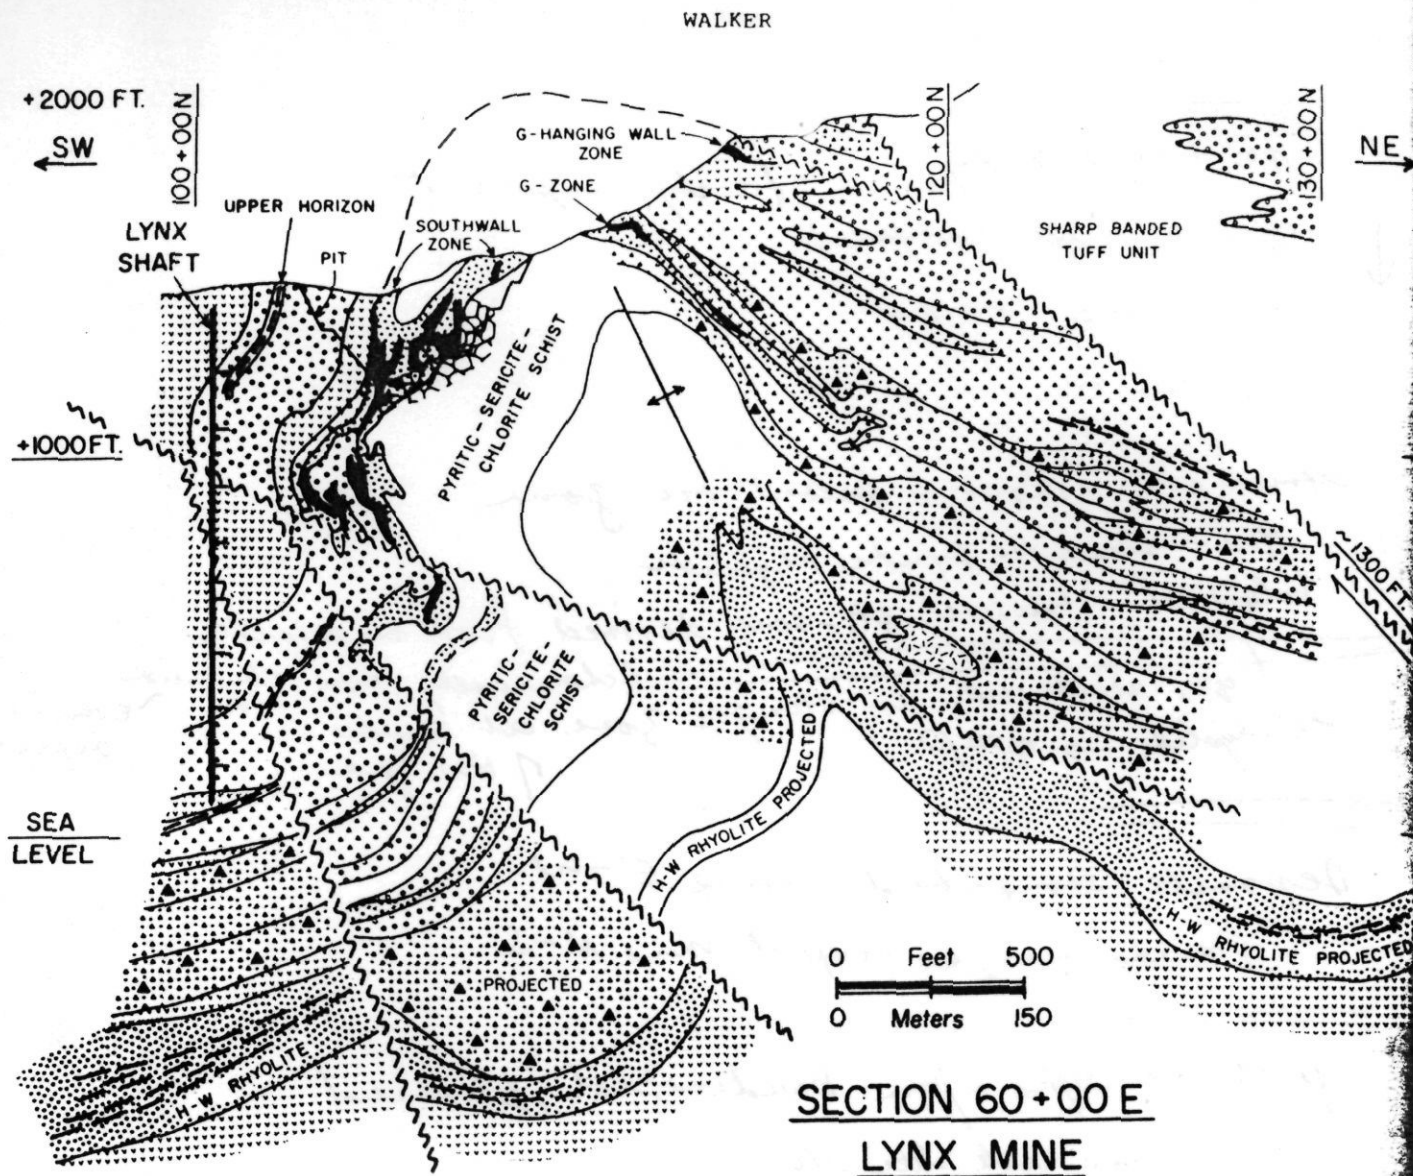 WALKER
+2000 FT.
SW
100+00N
G-HANGING WALL
ZONE
G-ZONE
120+00N
130+00N
NE
UPPER HORIZON
LYNX
SHAFT
PIT
SOUTHWALL
ZONE
SHARP BANDED
TUFF UNIT
PYRITIC-SERICITE-
CHLORITE SCHIST
+1000FT.
~1300 FT.
PYRITIC-
SERICITE-
CHLORITE
SCHIST
H-W RHYOLITE PROJECTED
SEA
LEVEL
H-W RHYOLITE PROJECTED
PROJECTED
0 Feet 500
0 Meters 150
H-W RHYOLITE
SECTION 60+00 E
LYNX MINE